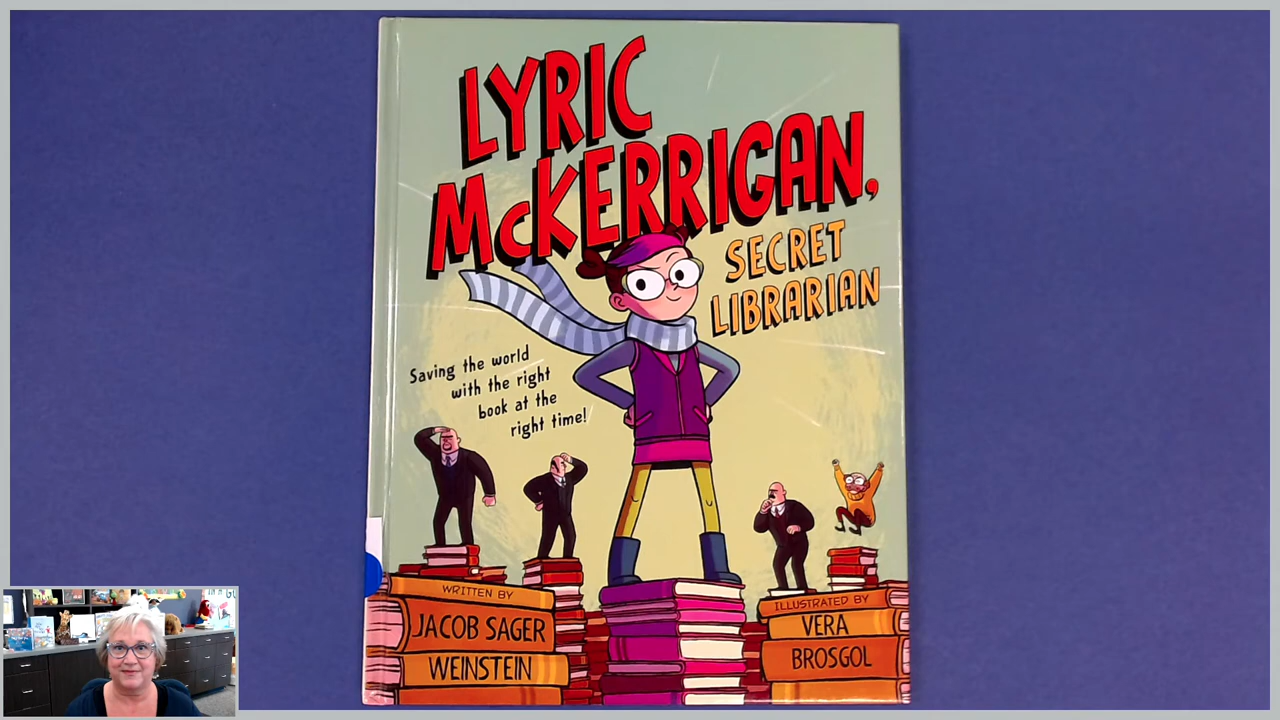 LYRIC
McKERRIGAN,
SECRET
LIBRARIAN
Saving the world
with the right
book at the
right time!
WRITTEN BY
JACOB SAGER
WEINSTEIN
ILLUSTRATED BY
VERA
BROSGOL